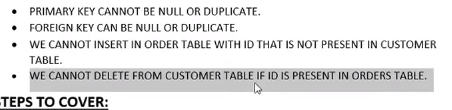 • PRIMARY KEY CANNOT BE NULL OR DUPLICATE.
• FOREIGN KEY CAN BE NULL OR DUPLICATE.
• WE CANNOT INSERT IN ORDER TABLE WITH ID THAT IS NOT PRESENT IN CUSTOMER
TABLE.
• WE CANNOT DELETE FROM CUSTOMER TABLE IF ID IS PRESENT IN ORDERS TABLE.
TEPS TO COVER: